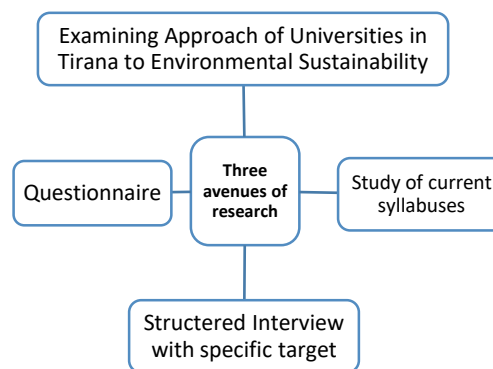 Examining Approach of Universities in
Tirana to Environmental Sustainability
Three
avenues of
research
Questionnaire
Study of current
syllabuses
Structered Interview
with specific target